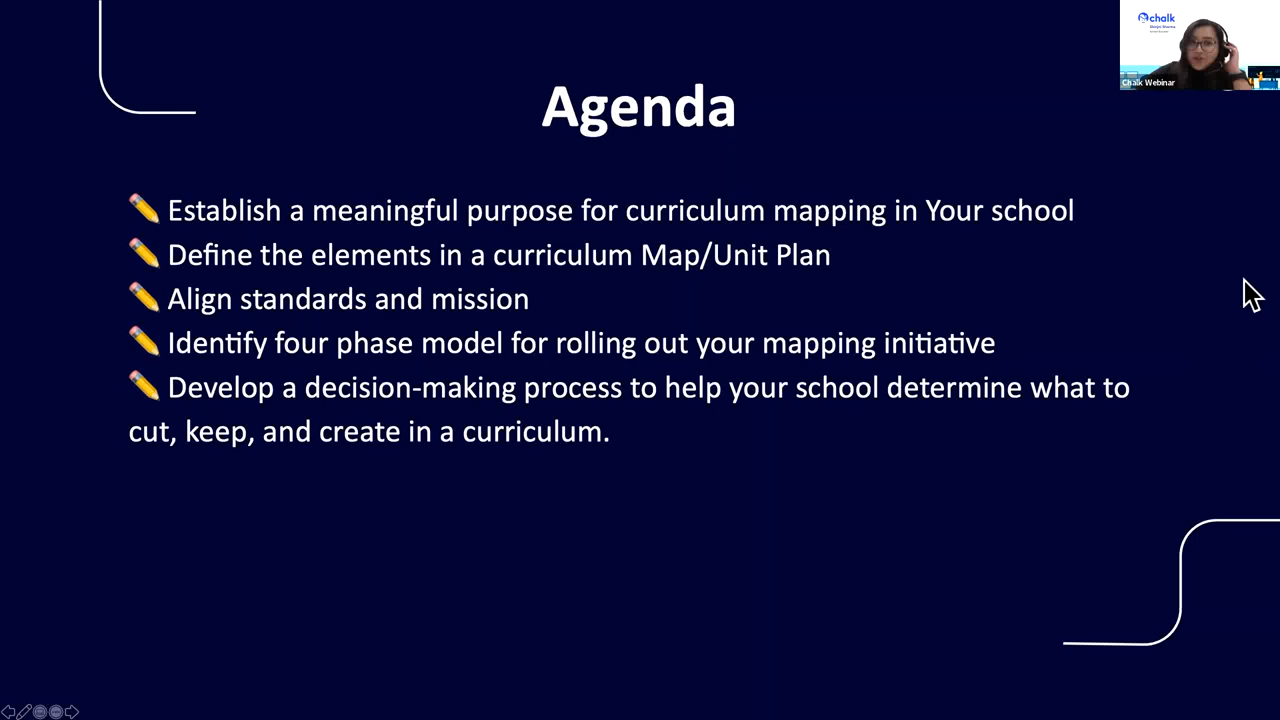 chalk
Chalk Webinar
Agenda
✏️ Establish a meaningful purpose for curriculum mapping in Your school
✏️ Define the elements in a curriculum Map/Unit Plan
✏️ Align standards and mission
✏️ Identify four phase model for rolling out your mapping initiative
✏️ Develop a decision-making process to help your school determine what to
cut, keep, and create in a curriculum.